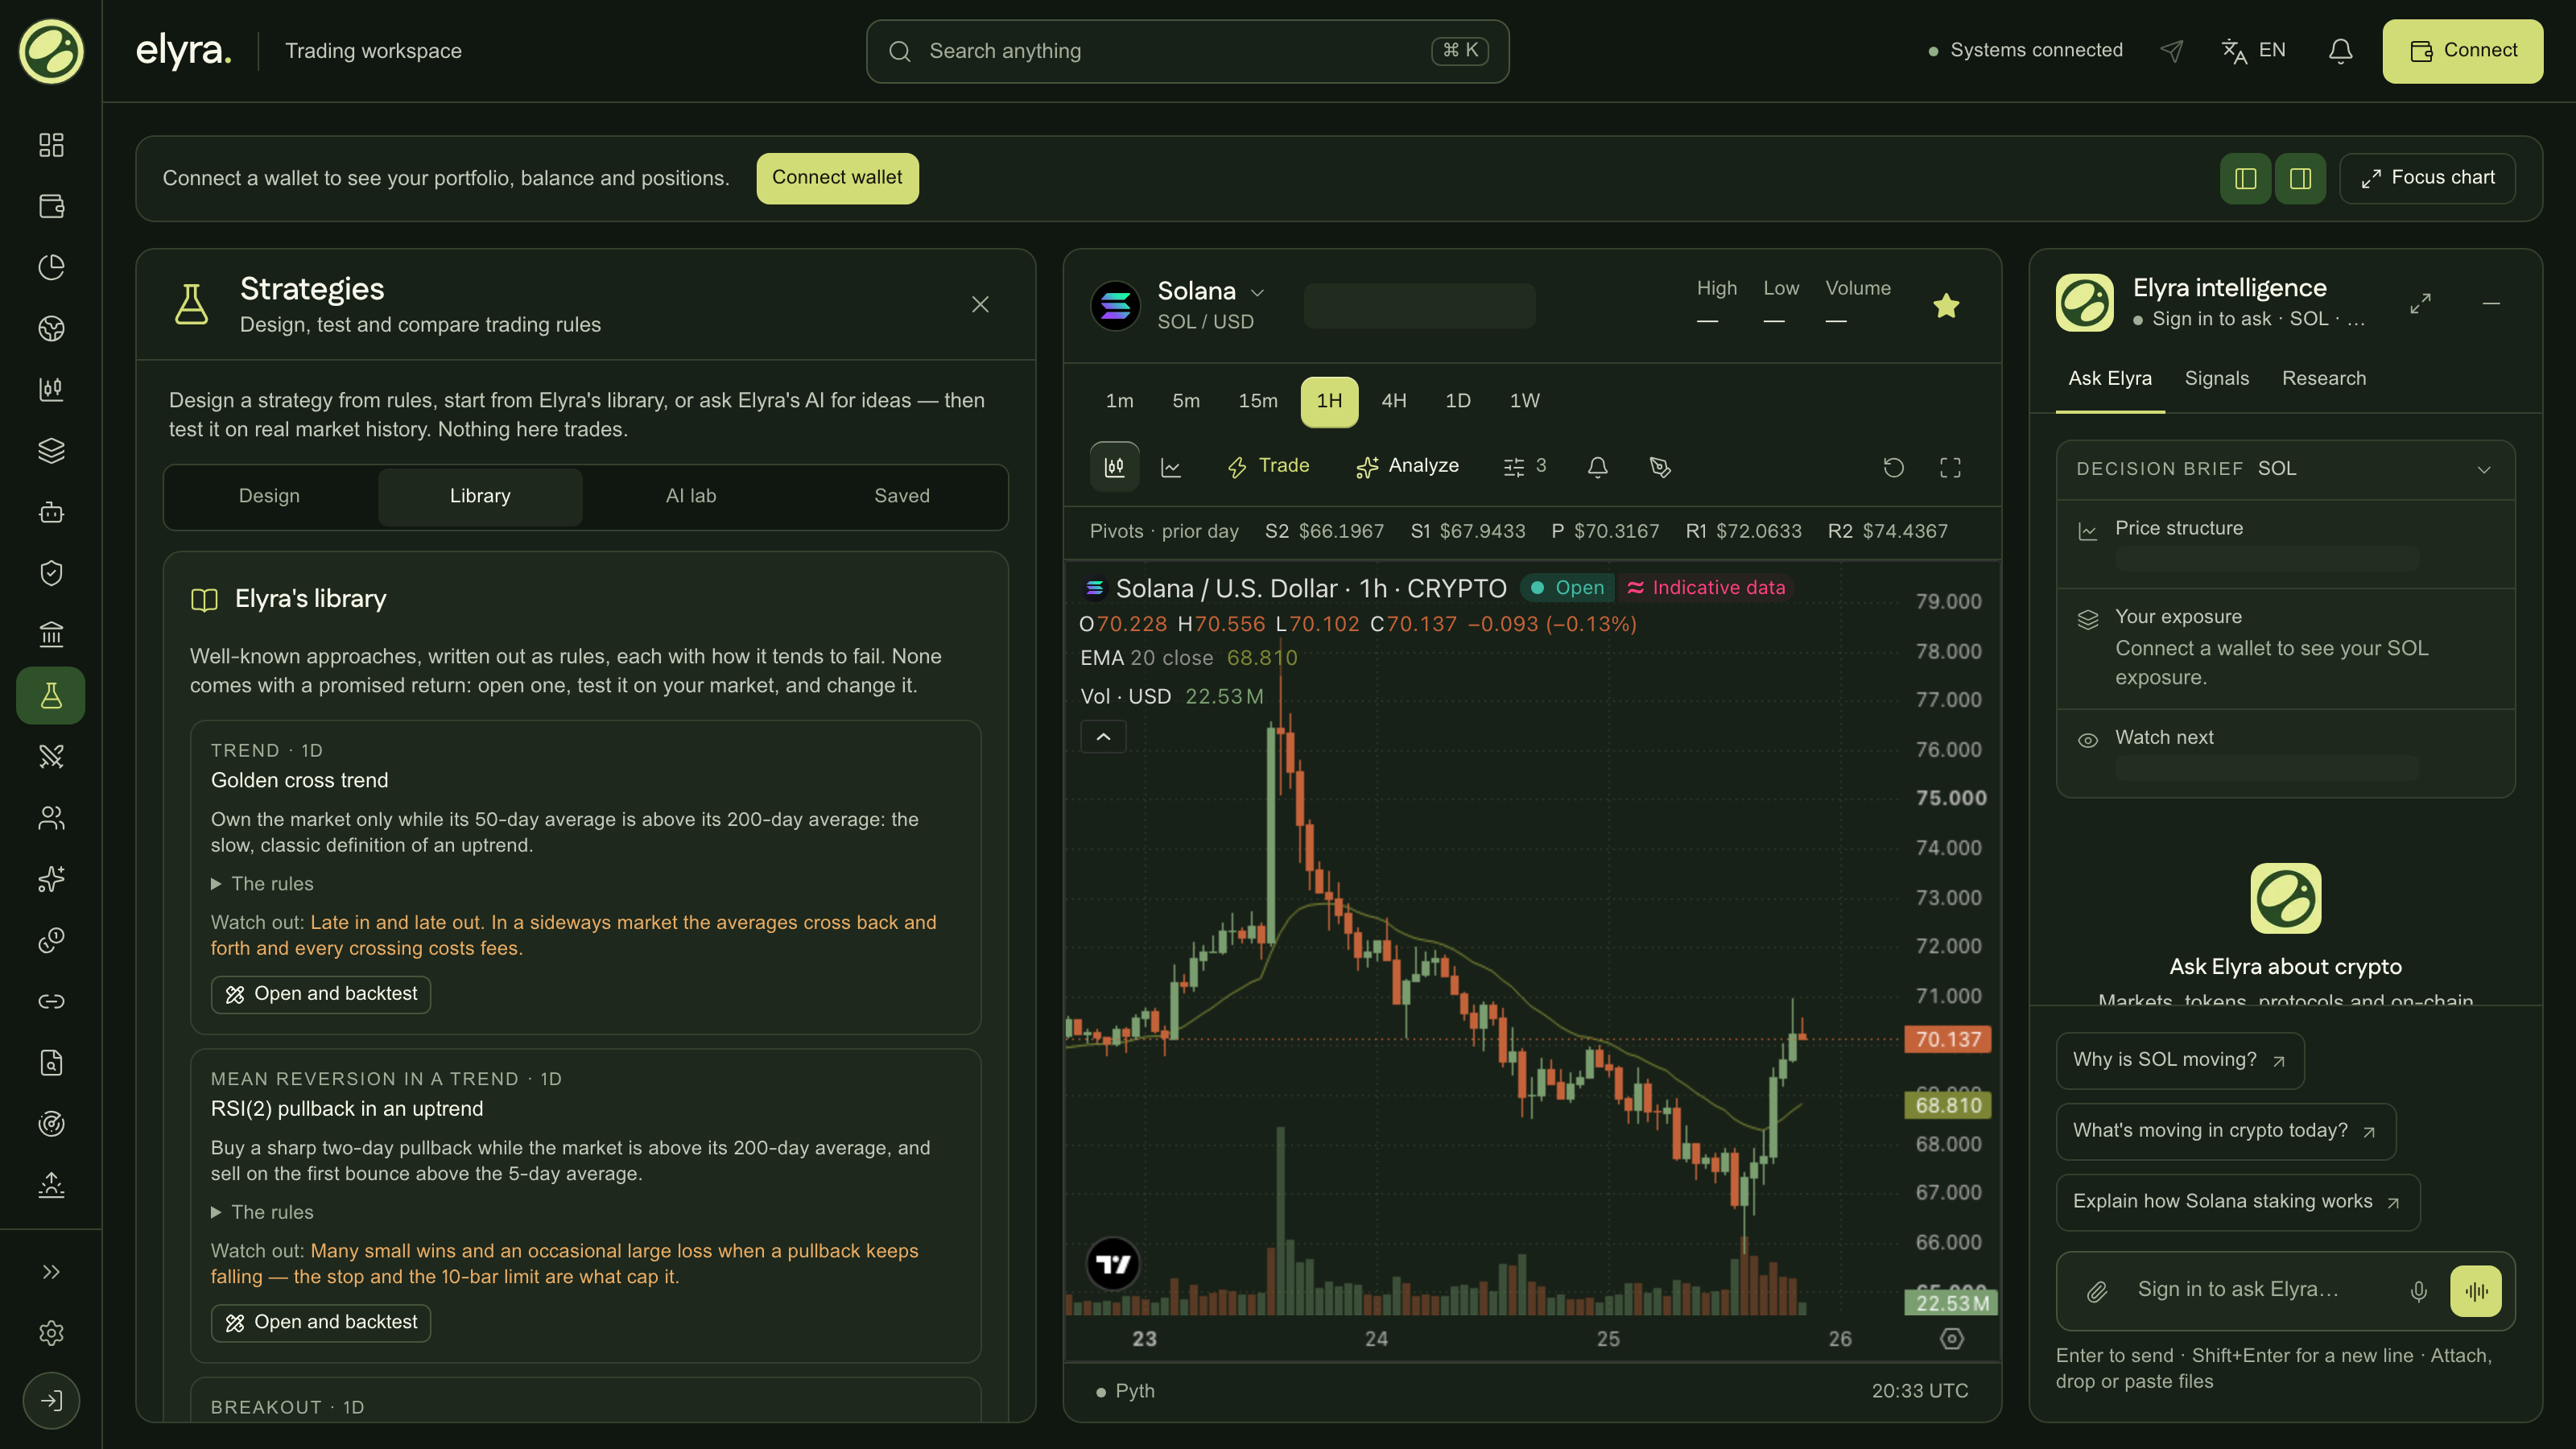 elyra.
Trading workspace
Search anything
⌘ K
Systems connected
EN
Connect
Connect a wallet to see your portfolio, balance and positions.
Connect wallet
Focus chart
Strategies
Design, test and compare trading rules
Design a strategy from rules, start from Elyra's library, or ask Elyra's AI for ideas — then
test it on real market history. Nothing here trades.
Design
Library
AI lab
Saved
Elyra's library
Well-known approaches, written out as rules, each with how it tends to fail. None
comes with a promised return: open one, test it on your market, and change it.
TREND · 1D
Golden cross trend
Own the market only while its 50-day average is above its 200-day average: the
slow, classic definition of an uptrend.
The rules
Watch out: Late in and late out. In a sideways market the averages cross back and
forth and every crossing costs fees.
Open and backtest
MEAN REVERSION IN A TREND · 1D
RSI(2) pullback in an uptrend
Buy a sharp two-day pullback while the market is above its 200-day average, and
sell on the first bounce above the 5-day average.
The rules
Watch out: Many small wins and an occasional large loss when a pullback keeps
falling — the stop and the 10-bar limit are what cap it.
Open and backtest
BREAKOUT · 1D
Solana
SOL / USD
High
—
Low
—
Volume
—
1m
5m
15m
1H
4H
1D
1W
Trade
Analyze
3
Pivots · prior day
S2 $66.1967
S1 $67.9433
P $70.3167
R1 $72.0633
R2 $74.4367
Solana / U.S. Dollar · 1h · CRYPTO
Open
Indicative data
O70.228 H70.556 L70.102 C70.137 −0.093 (−0.13%)
EMA 20 close 68.810
Vol · USD 22.53 M
79.000
78.000
77.000
76.000
75.000
74.000
73.000
72.000
71.000
70.137
68.810
68.000
67.000
66.000
22.53 M
23
24
25
26
Pyth
20:33 UTC
Elyra intelligence
Sign in to ask · SOL · …
Ask Elyra
Signals
Research
DECISION BRIEF SOL
Price structure
Your exposure
Connect a wallet to see your SOL
exposure.
Watch next
Ask Elyra about crypto
Markets, tokens, protocols and on-chain
Why is SOL moving?
What's moving in crypto today?
Explain how Solana staking works
Sign in to ask Elyra…
Enter to send · Shift+Enter for a new line · Attach,
drop or paste files